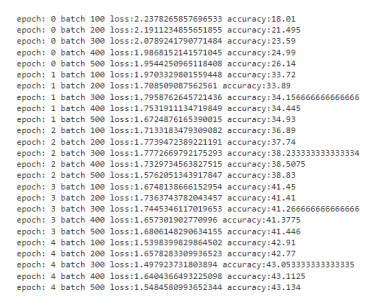 epoch: 0 batch 100 loss:2.2378265857696533 accuracy:18.01
epoch: 0 batch 200 loss:2.1911234855651855 accuracy:21.495
epoch: 0 batch 300 loss:2.0789241790771484 accuracy:23.59
epoch: 0 batch 400 loss:1.9868152141571045 accuracy:24.99
epoch: 0 batch 500 loss:1.9544250965118408 accuracy:26.14
epoch: 1 batch 100 loss:1.9703329801559448 accuracy:33.72
epoch: 1 batch 200 loss:1.708509087562561 accuracy:33.89
epoch: 1 batch 300 loss:1.7958762645721436 accuracy:34.156666666666666
epoch: 1 batch 400 loss:1.7531911134719849 accuracy:34.445
epoch: 1 batch 500 loss:1.6724876165390015 accuracy:34.93
epoch: 2 batch 100 loss:1.7133183479309082 accuracy:36.89
epoch: 2 batch 200 loss:1.7739472389221191 accuracy:37.74
epoch: 2 batch 300 loss:1.7772669792175293 accuracy:38.233333333333334
epoch: 2 batch 400 loss:1.7329734563827515 accuracy:38.5075
epoch: 2 batch 500 loss:1.5762051343917847 accuracy:38.83
epoch: 3 batch 100 loss:1.6748138666152954 accuracy:41.45
epoch: 3 batch 200 loss:1.7363743782043457 accuracy:41.41
epoch: 3 batch 300 loss:1.7445346117019653 accuracy:41.266666666666666
epoch: 3 batch 400 loss:1.657301902770996 accuracy:41.3775
epoch: 3 batch 500 loss:1.6806148290634155 accuracy:41.446
epoch: 4 batch 100 loss:1.5398399829864502 accuracy:42.91
epoch: 4 batch 200 loss:1.6578283309936523 accuracy:42.77
epoch: 4 batch 300 loss:1.497923731803894 accuracy:43.053333333333335
epoch: 4 batch 400 loss:1.6404366493225098 accuracy:43.1125
epoch: 4 batch 500 loss:1.5484580993652344 accuracy:43.134